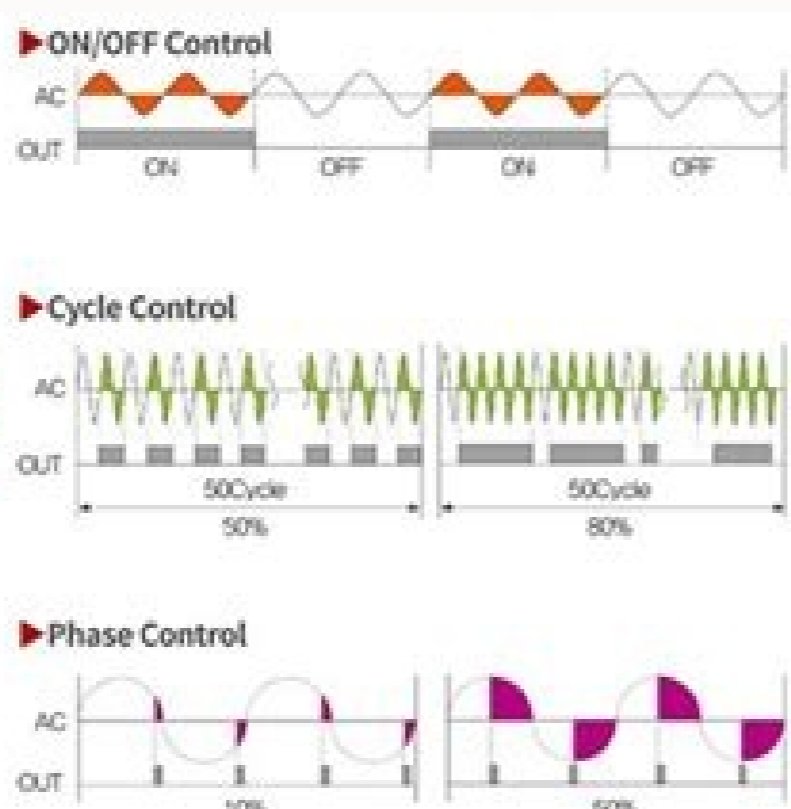 ON/OFF Control
AC
OUT
ON OFF ON OFF
Cycle Control
AC
OUT
50Cycle 50Cycle
50% 80%
Phase Control
AC
OUT
10%